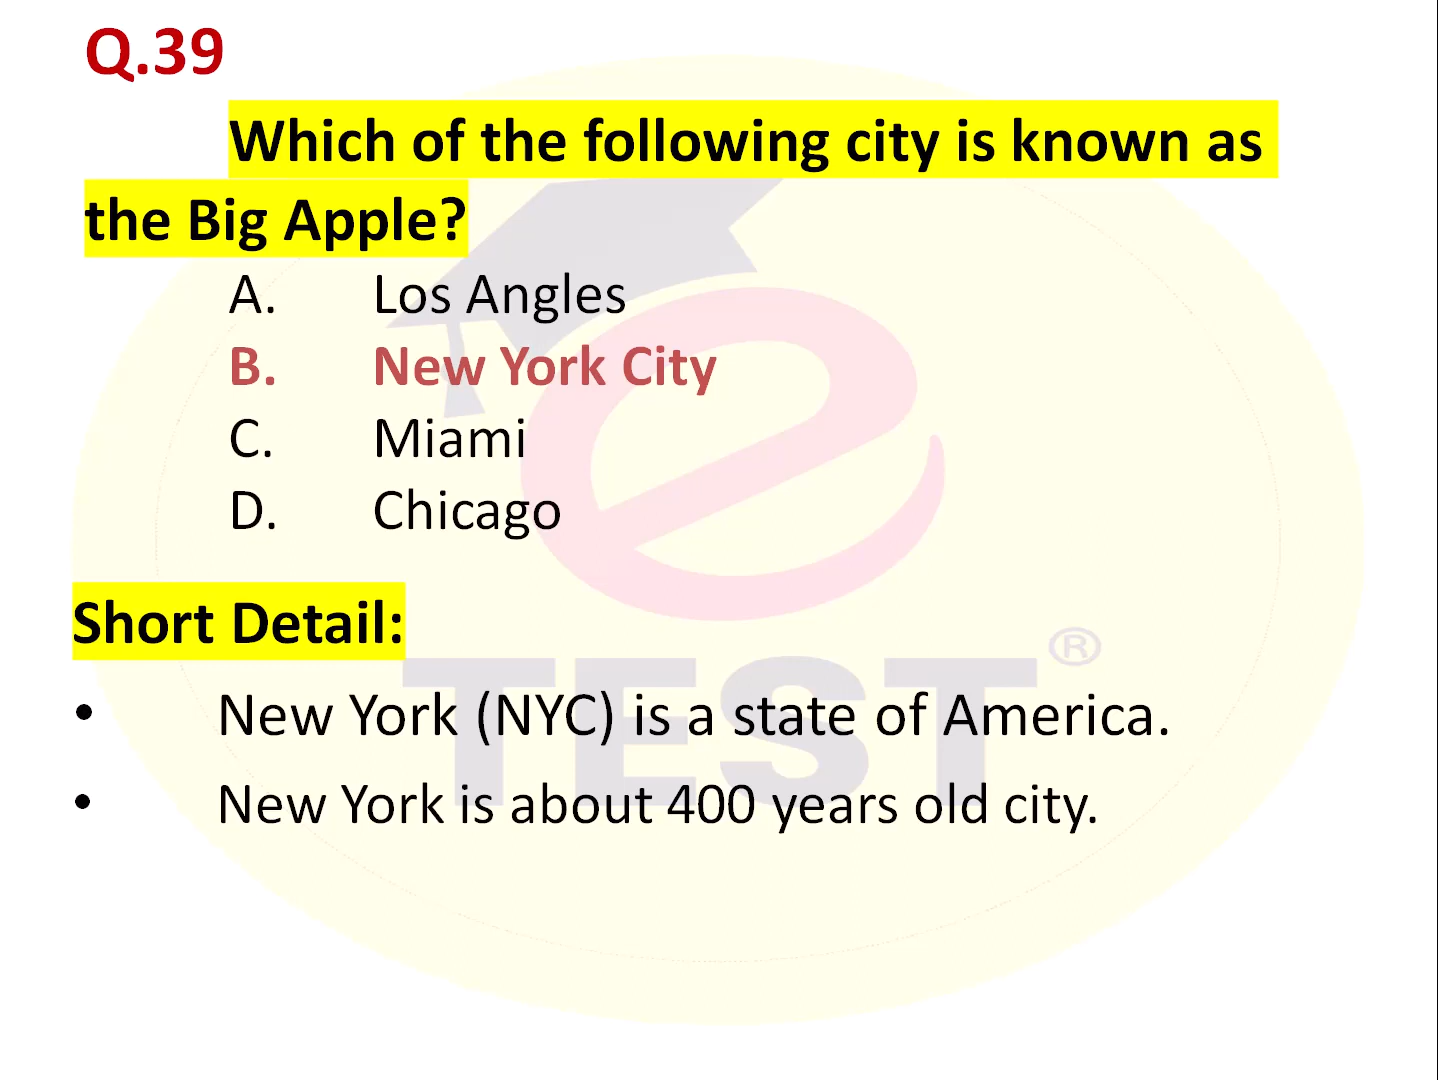 Q.39
Which of the following city is known as
the Big Apple?
A. Los Angles
B. New York City
C. Miami
D. Chicago
Short Detail:
• New York (NYC) is a state of America.
• New York is about 400 years old city.
e
TEST ®